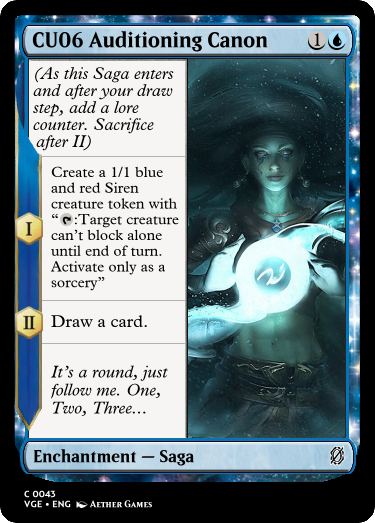 CU06 Auditioning Canon 1
(As this Saga enters
and after your draw
step, add a lore
counter. Sacrifice
after II)
I
Create a 1/1 blue
and red Siren
creature token with
“:Target creature
can’t block alone
until end of turn.
Activate only as a
sorcery”
II
Draw a card.
It’s a round, just
follow me. One,
Two, Three…
Enchantment — Saga
C 0043
VGE • ENG Aether Games